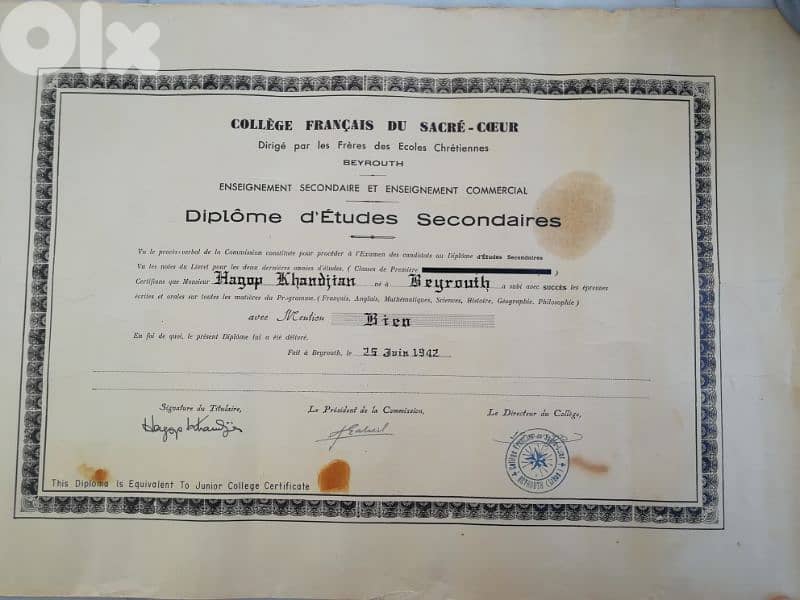 olx
COLLÈGE FRANÇAIS DU SACRÉ-CŒUR
Dirigé par les Frères des Ecoles Chrétiennes
BEYROUTH
ENSEIGNEMENT SECONDAIRE ET ENSEIGNEMENT COMMERCIAL
Diplôme d'Études Secondaires
Vu le procès-verbal de la Commission constituée pour procéder à l'Examen des candidats au Diplôme d'Études Secondaires
Vu les notes du Livret pour les deux dernières années d'études. ( Classes de Première )
Certifions que Monsieur Hagop Khandjian né à Beyrouth a subi avec SUCCÈS les épreuves
écrites et orales sur toutes les matières du Programme. ( Français, Anglais, Mathématiques, Sciences, Histoire, Géographie, Philosophie )
avec Mention Bien
En foi de quoi, le présent Diplôme lui a été délivré.
Fait à Beyrouth, le 25 Juin 1942
Signature du Titulaire, Le Président de la Commission, Le Directeur du Collège,
Hagop Khandjian
This Diploma is Equivalent To Junior College Certificate